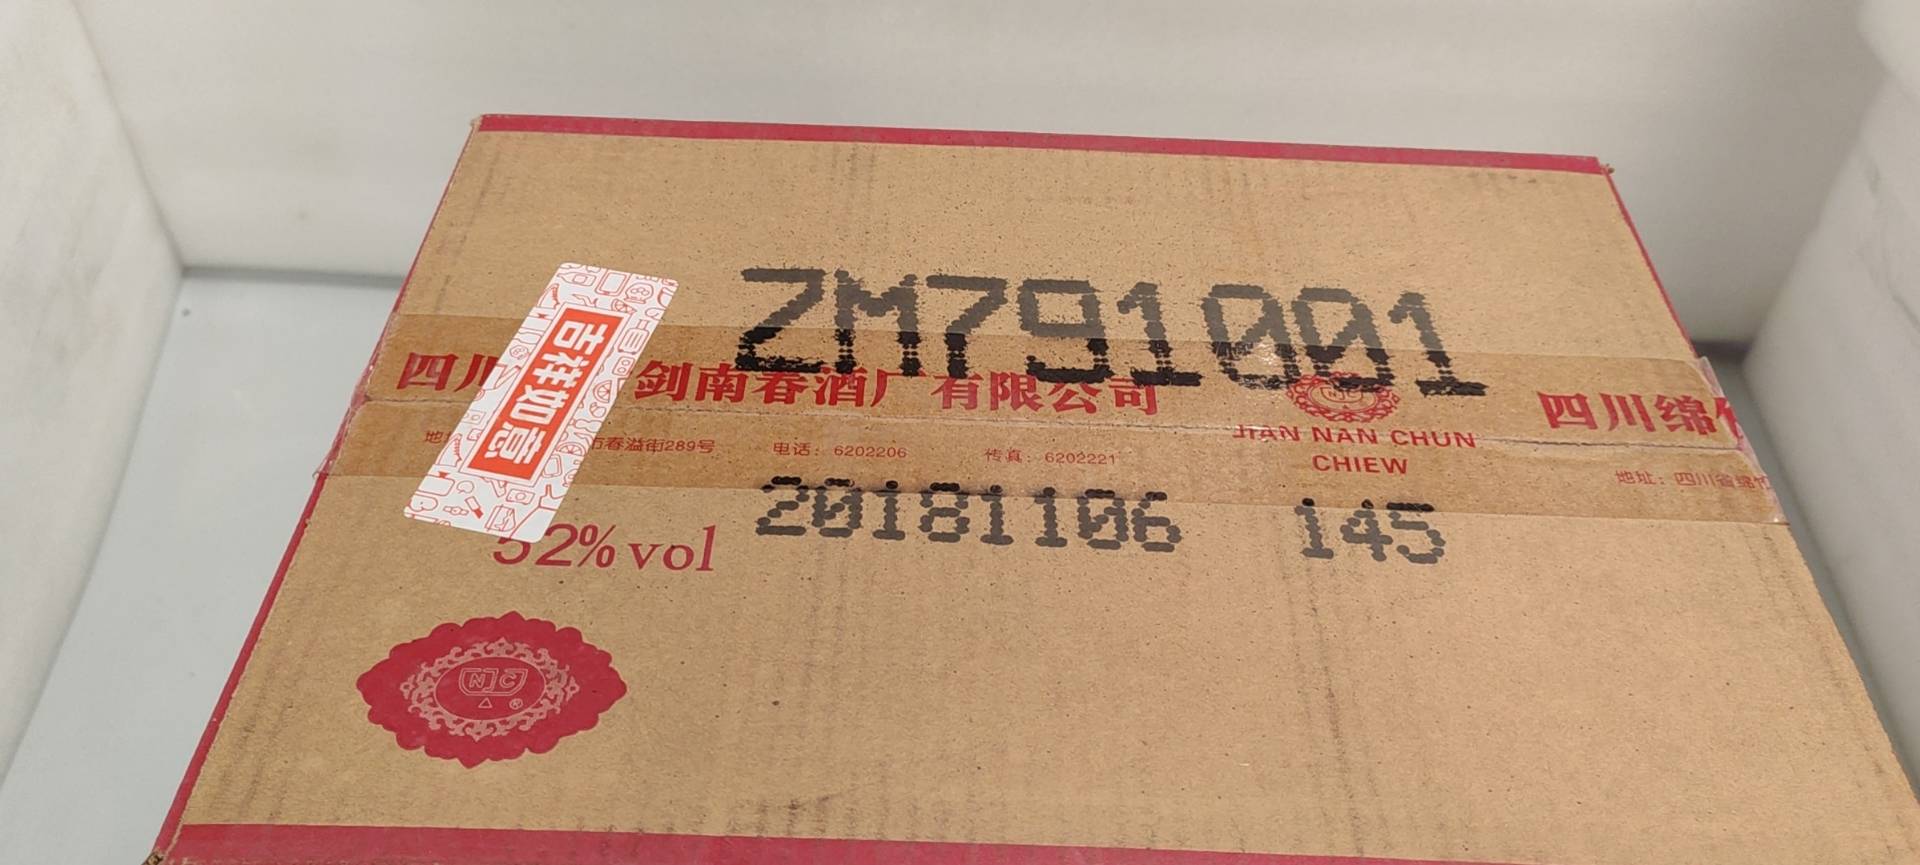 ZM791001
四川 剑南春酒厂有限公司 四川绵
市春溢街289号 电话：6202206 传真：6202221
JIAN NAN CHUN
CHIEW
地址：四川省绵竹
吉祥如意
20181106 145
52% vol
NJC
®